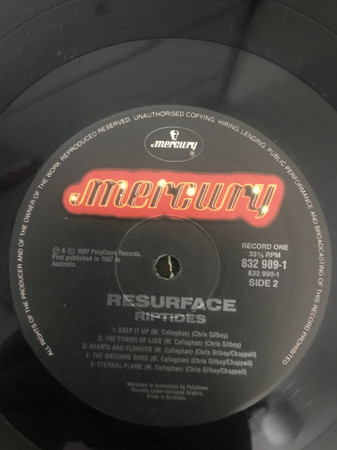 ALL RIGHTS OF THE PRODUCER AND OF THE OWNER OF THE WORK REPRODUCED RESERVED. UNAUTHORISED COPYING, HIRING, LENDING, PUBLIC PERFORMANCE AND BROADCASTING OF THIS RECORD PROHIBITED
mercury
mercury
℗ & © 1987 PolyGram Records.
First published in 1987 in
Australia.
RECORD ONE
33⅓ RPM
832 989-1
832 990-1
SIDE 2
RESURFACE
RIPTIDES
1: KEEP IT UP (M. Callaghan) (Chris Gilbey)
2. THE POWER OF LOVE (M. Callaghan) (Chris Gilbey)
3: HEARTS AND FLOWERS (M. Callaghan) (Chris Gilbey/Chappell)
4: THE WEDDING SONG (M. Callaghan) (Chris Gilbey/Chappell)
5: ETERNAL FLAME (M. Callaghan) (Chris Gilbey/Chappell)
Marketed in Australasia by PolyGram
Records under
Made in Australia.